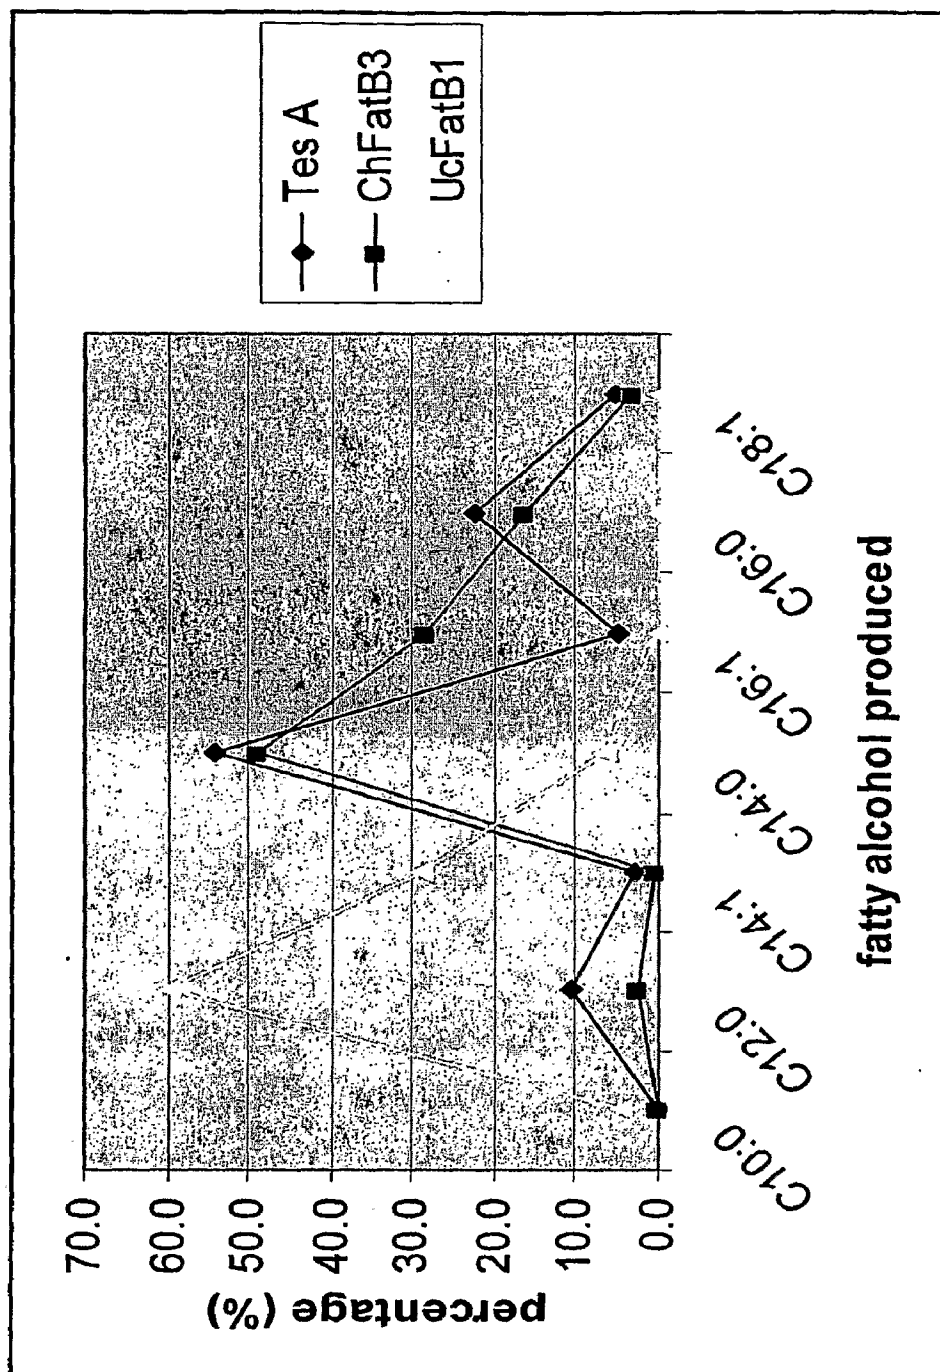 Tes A
ChFatB3
UcFatB1
70.0
60.0
50.0
40.0
30.0
20.0
10.0
0.0
percentage (%)
C10:0
C12:0
C14:1
C14:0
C16:1
C16:0
C18:1
fatty alcohol produced